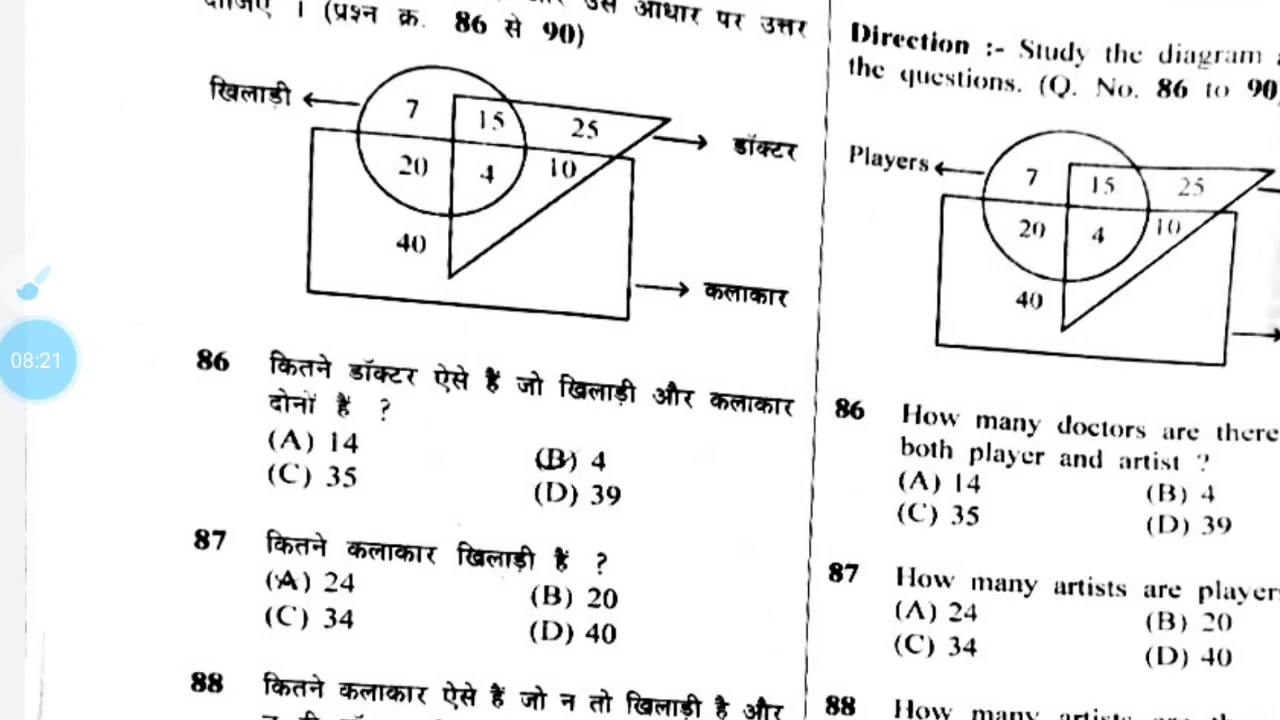 उस आधार पर उत्तर
दीजिए । (प्रश्न क्र. 86 से 90)
खिलाड़ी
7
15
25
डॉक्टर
20
4
10
40
कलाकार
86 कितने डॉक्टर ऐसे हैं जो खिलाड़ी और कलाकार
दोनों हैं ?
(A) 14
(B) 4
(C) 35
(D) 39
87 कितने कलाकार खिलाड़ी हैं ?
(A) 24
(B) 20
(C) 34
(D) 40
88 कितने कलाकार ऐसे हैं जो न तो खिलाड़ी है और
Direction :- Study the diagram
the questions. (Q. No. 86 to 90
Players
7
15
25
20
4
10
40
86 How many doctors are there
both player and artist ?
(A) 14
(B) 4
(C) 35
(D) 39
87 How many artists are player
(A) 24
(B) 20
(C) 34
(D) 40
88 How many artists are
08:21